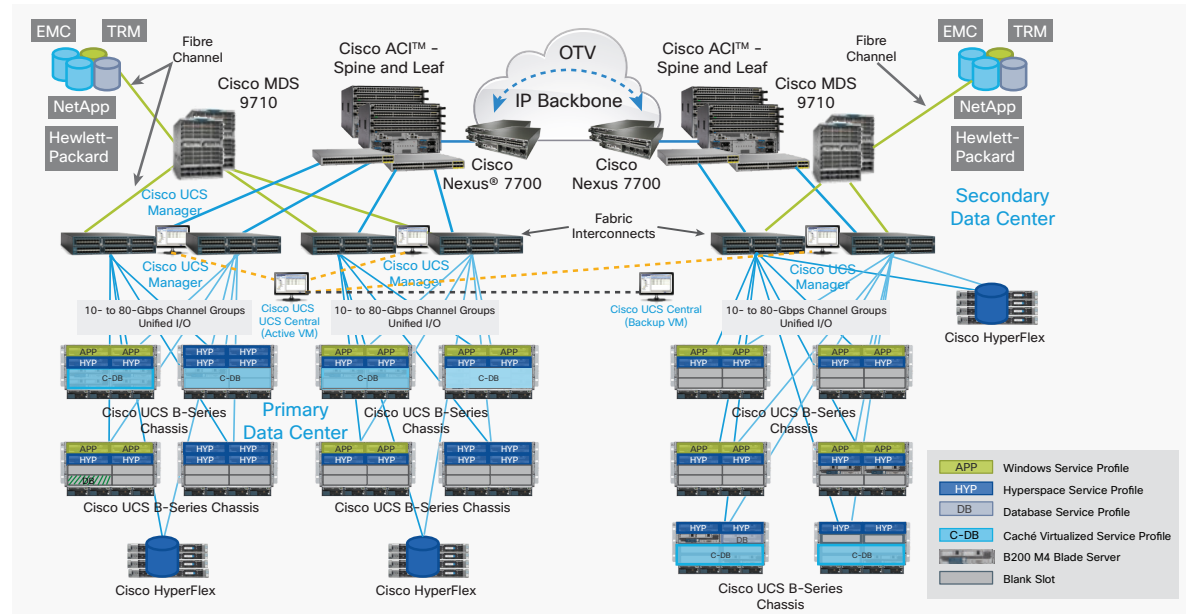 EMC
TRM
Fibre
Channel
NetApp
Hewlett-
Packard
Cisco MDS
9710
Cisco ACI™ –
Spine and Leaf
OTV
IP Backbone
Cisco
Nexus® 7700
Cisco
Nexus 7700
Cisco ACI™ –
Spine and Leaf
Cisco MDS
9710
Fibre
Channel
EMC
TRM
NetApp
Hewlett-
Packard
Secondary
Data Center
Cisco UCS
Manager
Fabric
Interconnects
Cisco UCS
Manager
Cisco UCS
Manager
Cisco UCS
Manager
Cisco UCS
UCS Central
(Active VM)
Cisco UCS Central
(Backup VM)
10- to 80-Gbps Channel Groups
Unified I/O
10- to 80-Gbps Channel Groups
Unified I/O
10- to 80-Gbps Channel Groups
Unified I/O
Cisco HyperFlex
APP APP
HYP HYP
C-DB
HYP HYP
HYP HYP
C-DB
APP APP
HYP HYP
C-DB
APP APP
HYP HYP
C-DB
APP APP
HYP HYP
APP APP
HYP HYP
Cisco UCS B-Series
Chassis
Cisco UCS B-Series
Chassis
Cisco UCS B-Series
Chassis
Primary
Data Center
APP APP
HYP HYP
DB
HYP HYP
HYP HYP
APP APP
HYP HYP
HYP HYP
HYP HYP
APP APP
HYP HYP
APP APP
HYP HYP
Cisco UCS B-Series Chassis
Cisco UCS B-Series Chassis
HYP HYP
DB
C-DB
HYP HYP
C-DB
Cisco UCS B-Series
Chassis
Cisco HyperFlex
Cisco HyperFlex
APP Windows Service Profile
HYP Hyperspace Service Profile
DB Database Service Profile
C-DB Caché Virtualized Service Profile
B200 M4 Blade Server
Blank Slot